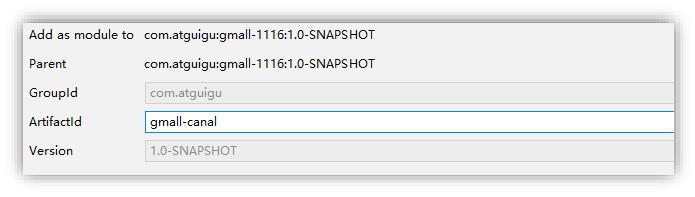 Add as module to com.atguigu:gmall-1116:1.0-SNAPSHOT
Parent com.atguigu:gmall-1116:1.0-SNAPSHOT
GroupId com.atguigu
ArtifactId gmall-canal
Version 1.0-SNAPSHOT